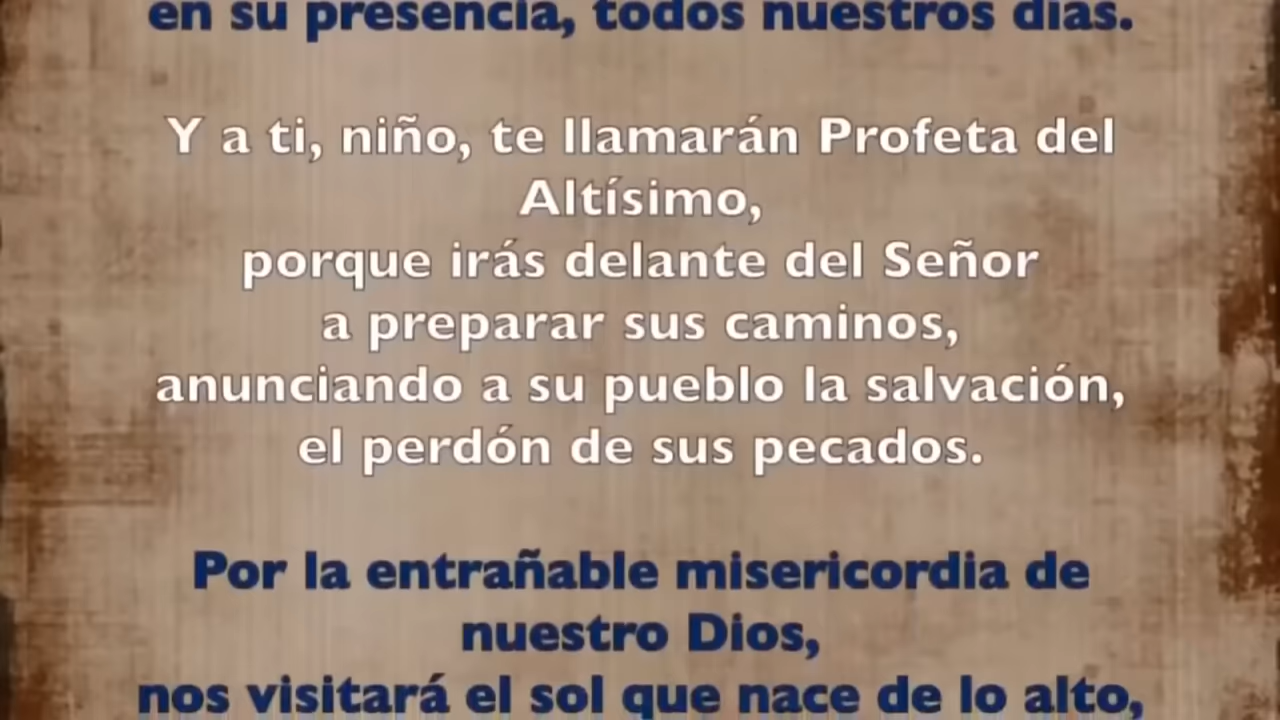 en su presencia, todos nuestros días.
Y a ti, niño, te llamarán Profeta del
Altísimo,
porque irás delante del Señor
a preparar sus caminos,
anunciando a su pueblo la salvación,
el perdón de sus pecados.
Por la entrañable misericordia de
nuestro Dios,
nos visitará el sol que nace de lo alto,